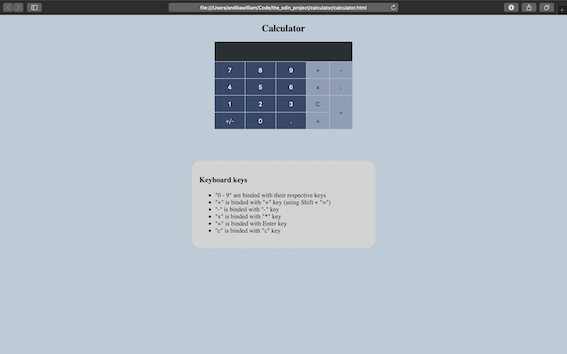 file:///Users/andikawilliam/Code/the_odin_project/calculator/calculator.html
Calculator
7 8 9 + -
4 5 6 x :
1 2 3 C =
+/- 0 . <
Keyboard keys
"0 - 9" are binded with their respective keys
"+" is binded with "+" key (using Shift + "=")
"-" is binded with "-" key
"x" is binded with "*" key
"=" is binded with Enter key
"c" is binded with "c" key